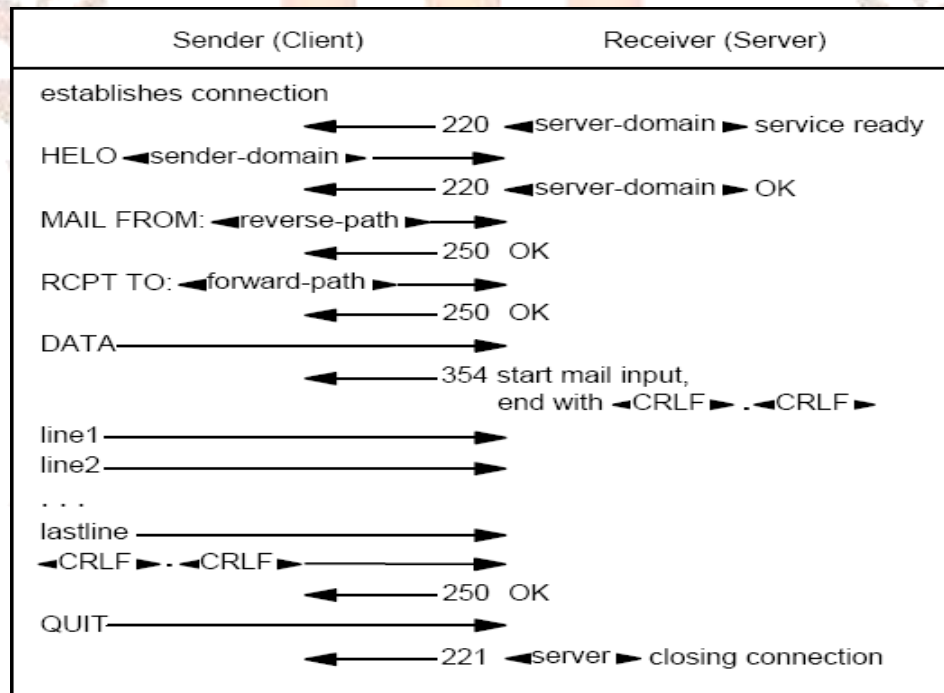 Sender (Client) Receiver (Server)
establishes connection
220 ◄server-domain► service ready
HELO ◄sender-domain►
220 ◄server-domain► OK
MAIL FROM: ◄reverse-path►
250 OK
RCPT TO: ◄forward-path►
250 OK
DATA
354 start mail input,
end with ◄CRLF►.◄CRLF►
line1
line2
. . .
lastline
◄CRLF►.◄CRLF►
250 OK
QUIT
221 ◄server► closing connection